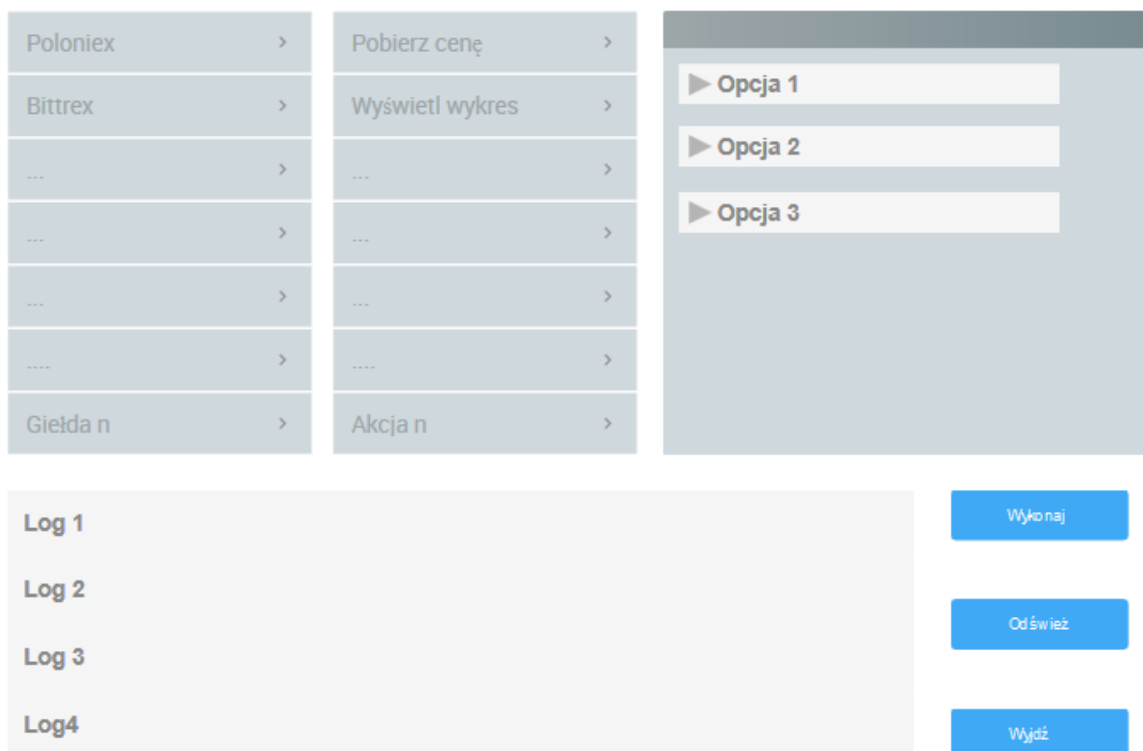 Poloniex
Bittrex
...
...
...
....
Giełda n
Pobierz cenę
Wyświetl wykres
...
...
...
....
Akcja n
Opcja 1
Opcja 2
Opcja 3
Log 1
Log 2
Log 3
Log4
Wykonaj
Odśwież
Wyjdź